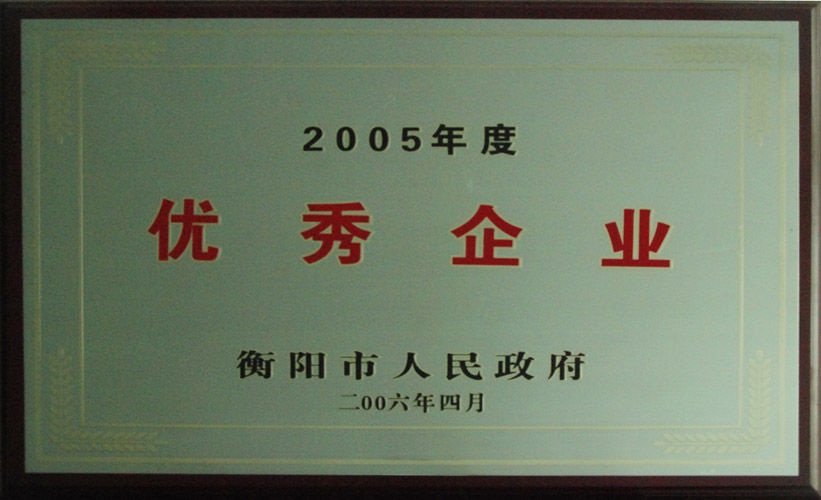 2005年度
优秀企业
衡阳市人民政府
二00六年四月